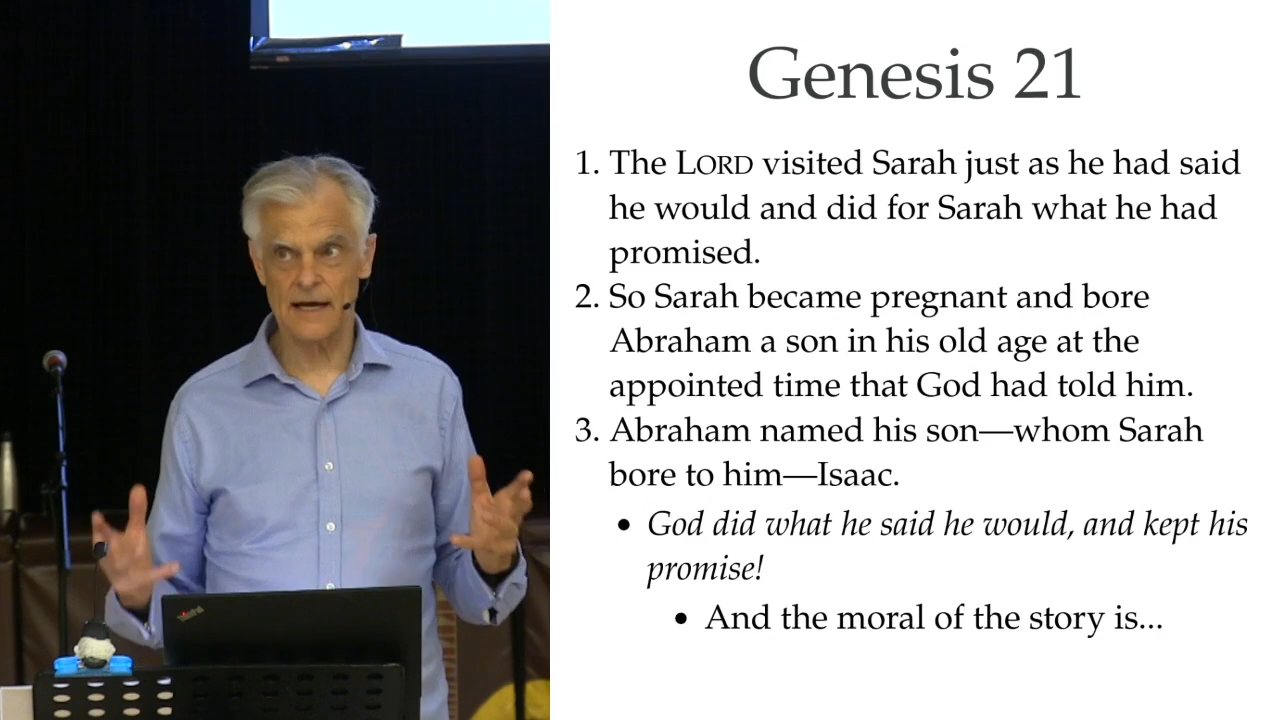 Genesis 21
1. The LORD visited Sarah just as he had said
he would and did for Sarah what he had
promised.
2. So Sarah became pregnant and bore
Abraham a son in his old age at the
appointed time that God had told him.
3. Abraham named his son—whom Sarah
bore to him—Isaac.
• God did what he said he would, and kept his
promise!
• And the moral of the story is...
ThinkPad